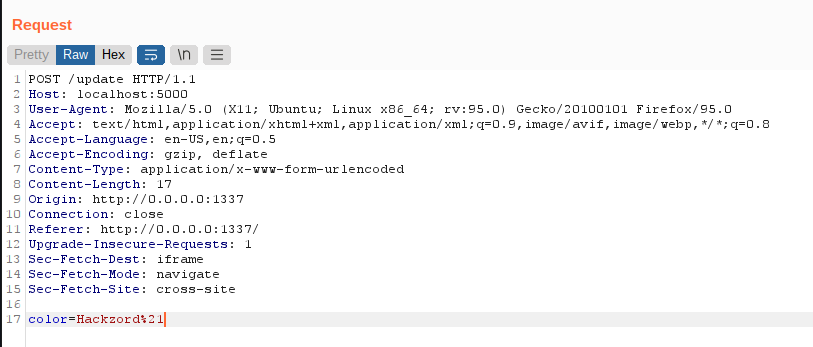 Request
Pretty Raw Hex \n
1 POST /update HTTP/1.1
2 Host: localhost:5000
3 User-Agent: Mozilla/5.0 (X11; Ubuntu; Linux x86_64; rv:95.0) Gecko/20100101 Firefox/95.0
4 Accept: text/html,application/xhtml+xml,application/xml;q=0.9,image/avif,image/webp,*/*;q=0.8
5 Accept-Language: en-US,en;q=0.5
6 Accept-Encoding: gzip, deflate
7 Content-Type: application/x-www-form-urlencoded
8 Content-Length: 17
9 Origin: http://0.0.0.0:1337
10 Connection: close
11 Referer: http://0.0.0.0:1337/
12 Upgrade-Insecure-Requests: 1
13 Sec-Fetch-Dest: iframe
14 Sec-Fetch-Mode: navigate
15 Sec-Fetch-Site: cross-site
16
17 color=Hackzord%21